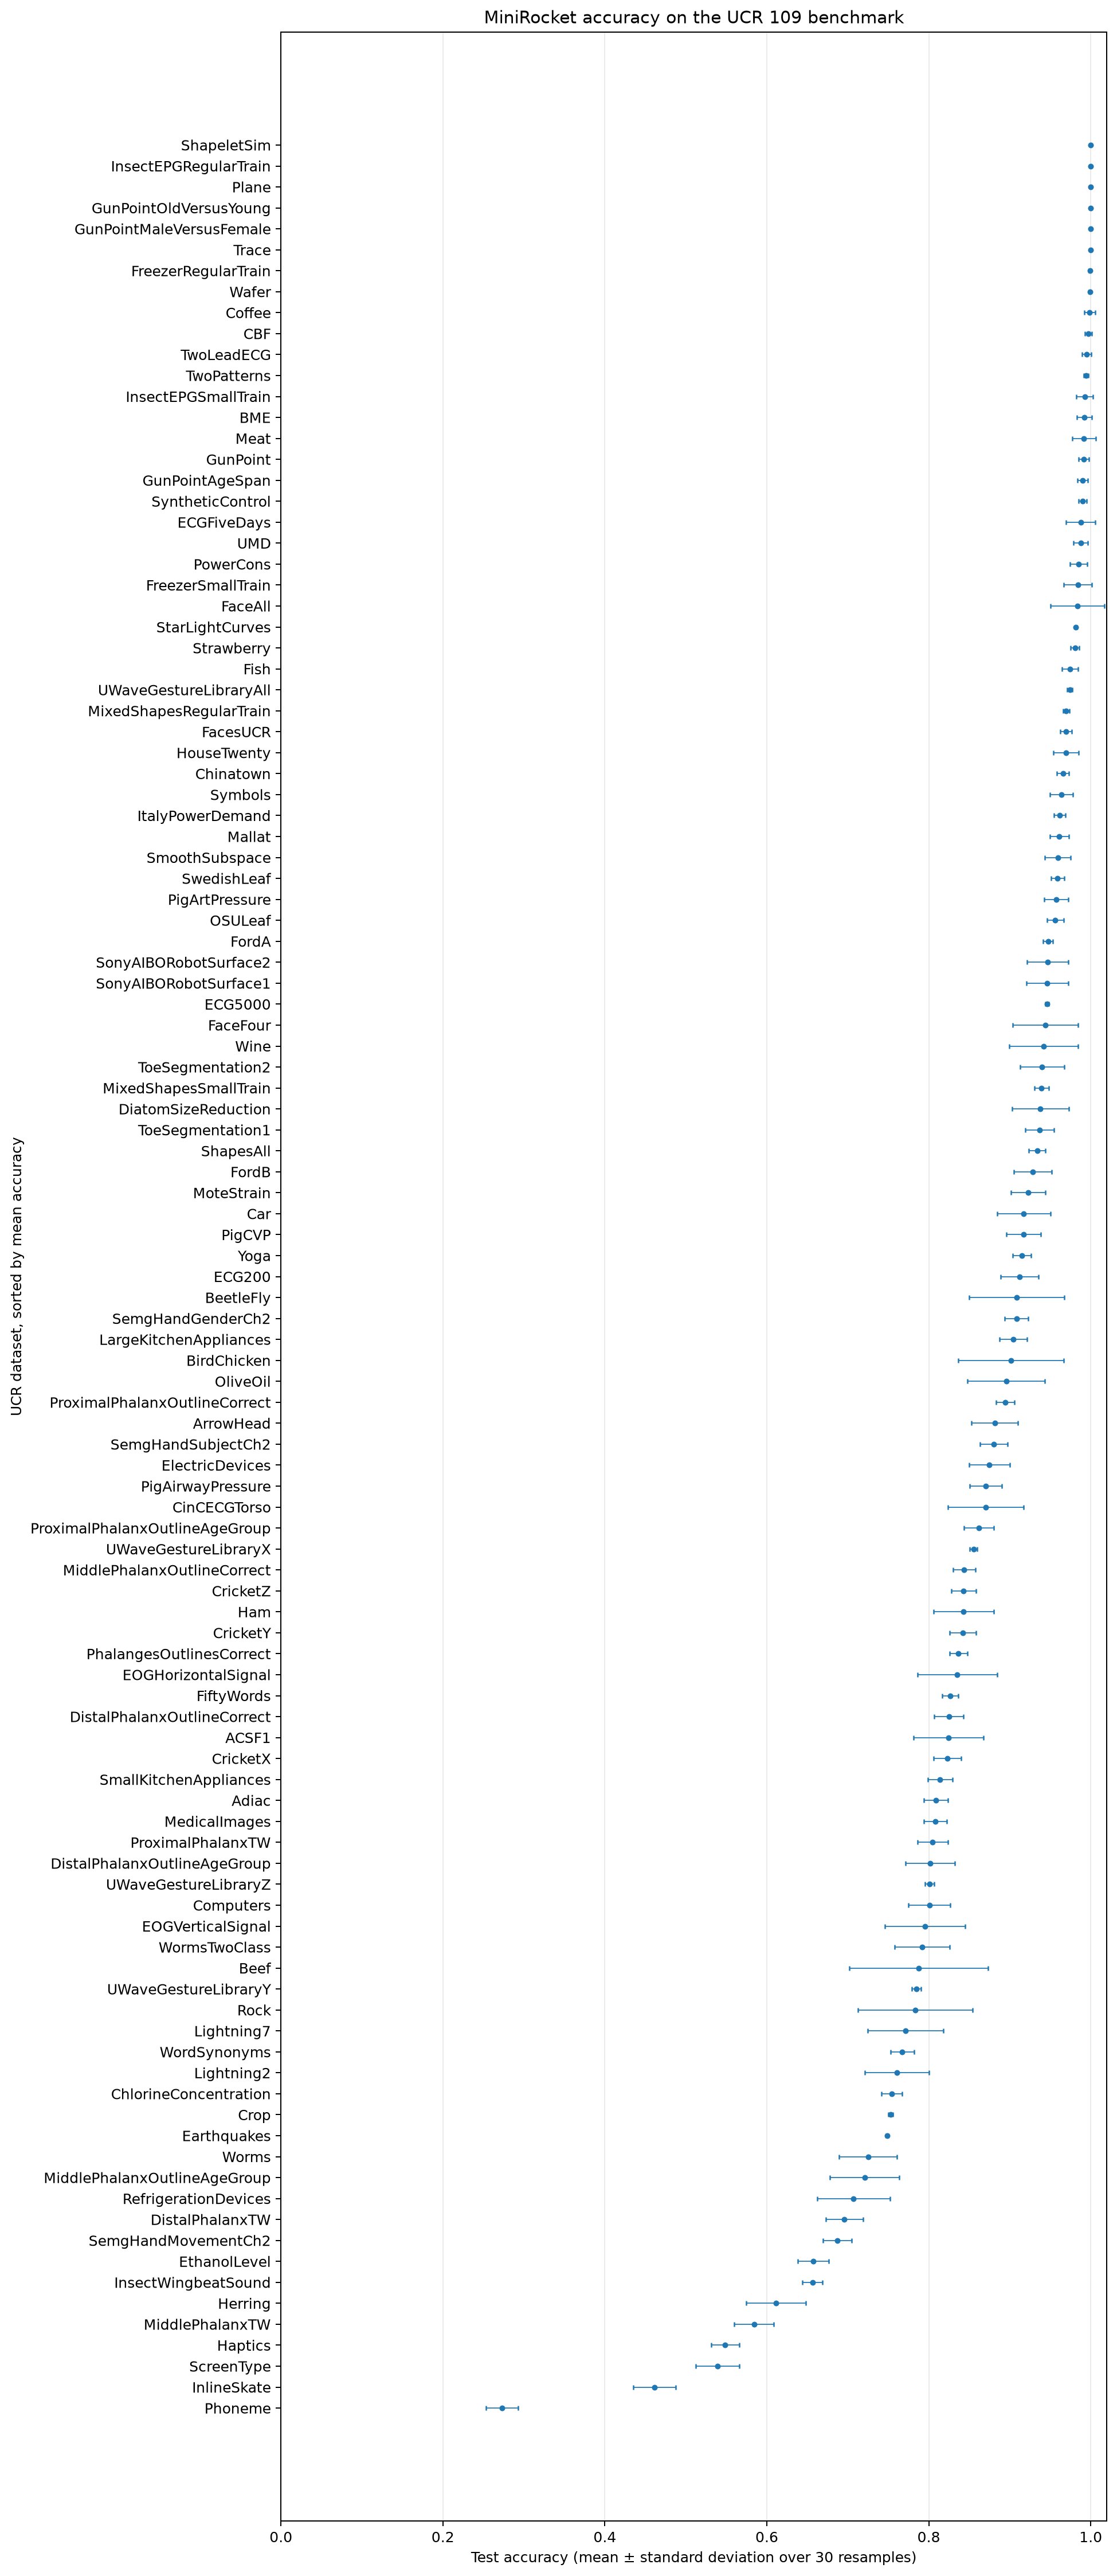 MiniRocket accuracy on the UCR 109 benchmark
ShapeletSim
InsectEPGRegularTrain
Plane
GunPointOldVersusYoung
GunPointMaleVersusFemale
Trace
FreezerRegularTrain
Wafer
Coffee
CBF
TwoLeadECG
TwoPatterns
InsectEPGSmallTrain
BME
Meat
GunPoint
GunPointAgeSpan
SyntheticControl
ECGFiveDays
UMD
PowerCons
FreezerSmallTrain
FaceAll
StarLightCurves
Strawberry
Fish
UWaveGestureLibraryAll
MixedShapesRegularTrain
FacesUCR
HouseTwenty
Chinatown
Symbols
ItalyPowerDemand
Mallat
SmoothSubspace
SwedishLeaf
PigArtPressure
OSULeaf
FordA
SonyAIBORobotSurface2
SonyAIBORobotSurface1
ECG5000
FaceFour
Wine
ToeSegmentation2
MixedShapesSmallTrain
DiatomSizeReduction
ToeSegmentation1
ShapesAll
FordB
MoteStrain
Car
PigCVP
Yoga
ECG200
BeetleFly
SemgHandGenderCh2
LargeKitchenAppliances
BirdChicken
OliveOil
ProximalPhalanxOutlineCorrect
ArrowHead
SemgHandSubjectCh2
ElectricDevices
PigAirwayPressure
CinCECGTorso
ProximalPhalanxOutlineAgeGroup
UWaveGestureLibraryX
MiddlePhalanxOutlineCorrect
CricketZ
Ham
CricketY
PhalangesOutlinesCorrect
EOGHorizontalSignal
FiftyWords
DistalPhalanxOutlineCorrect
ACSF1
CricketX
SmallKitchenAppliances
Adiac
MedicalImages
ProximalPhalanxTW
DistalPhalanxOutlineAgeGroup
UWaveGestureLibraryZ
Computers
EOGVerticalSignal
WormsTwoClass
Beef
UWaveGestureLibraryY
Rock
Lightning7
WordSynonyms
Lightning2
ChlorineConcentration
Crop
Earthquakes
Worms
MiddlePhalanxOutlineAgeGroup
RefrigerationDevices
DistalPhalanxTW
SemgHandMovementCh2
EthanolLevel
InsectWingbeatSound
Herring
MiddlePhalanxTW
Haptics
ScreenType
InlineSkate
Phoneme
UCR dataset, sorted by mean accuracy
0.0 0.2 0.4 0.6 0.8 1.0
Test accuracy (mean ± standard deviation over 30 resamples)